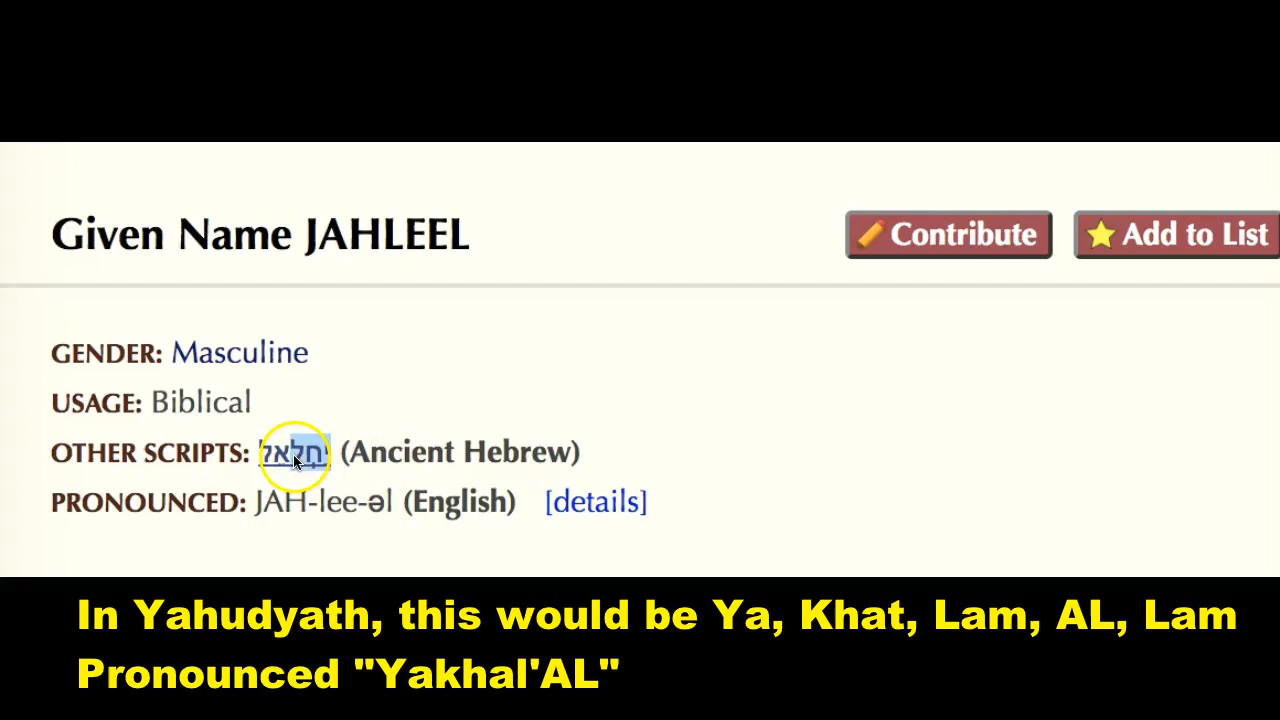 Given Name JAHLEEL
Contribute
Add to List
GENDER: Masculine
USAGE: Biblical
OTHER SCRIPTS: יַחְלְאֵל (Ancient Hebrew)
PRONOUNCED: JAH-lee-əl (English) [details]
In Yahudyath, this would be Ya, Khat, Lam, AL, Lam
Pronounced "Yakhal'AL"